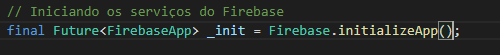 // Iniciando os serviços do Firebase
final Future<FirebaseApp> _init = Firebase.initializeApp();